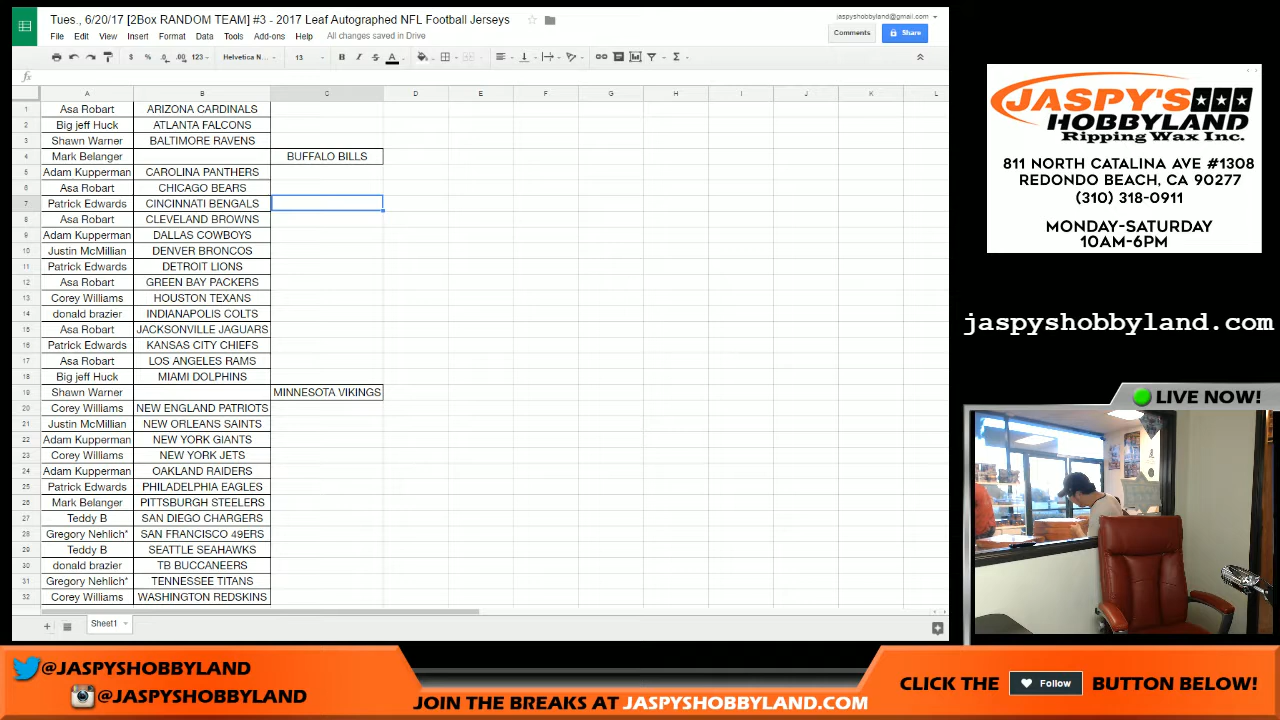 Tues., 6/20/17 [2Box RANDOM TEAM] #3 - 2017 Leaf Autographed NFL Football Jerseys
jaspyshobbyland@gmail.com
File Edit View Insert Format Data Tools Add-ons Help All changes saved in Drive
Comments Share
$ % .0 .00 123 Helvetica N... 13 B I S A
fx
A B C D E F G H I J K L
1 Asa Robart ARIZONA CARDINALS
2 Big jeff Huck ATLANTA FALCONS
3 Shawn Warner BALTIMORE RAVENS
4 Mark Belanger BUFFALO BILLS
5 Adam Kupperman CAROLINA PANTHERS
6 Asa Robart CHICAGO BEARS
7 Patrick Edwards CINCINNATI BENGALS
8 Asa Robart CLEVELAND BROWNS
9 Adam Kupperman DALLAS COWBOYS
10 Justin McMillian DENVER BRONCOS
11 Patrick Edwards DETROIT LIONS
12 Asa Robart GREEN BAY PACKERS
13 Corey Williams HOUSTON TEXANS
14 donald brazier INDIANAPOLIS COLTS
15 Asa Robart JACKSONVILLE JAGUARS
16 Patrick Edwards KANSAS CITY CHIEFS
17 Asa Robart LOS ANGELES RAMS
18 Big jeff Huck MIAMI DOLPHINS
19 Shawn Warner MINNESOTA VIKINGS
20 Corey Williams NEW ENGLAND PATRIOTS
21 Justin McMillian NEW ORLEANS SAINTS
22 Adam Kupperman NEW YORK GIANTS
23 Corey Williams NEW YORK JETS
24 Adam Kupperman OAKLAND RAIDERS
25 Patrick Edwards PHILADELPHIA EAGLES
26 Mark Belanger PITTSBURGH STEELERS
27 Teddy B SAN DIEGO CHARGERS
28 Gregory Nehlich* SAN FRANCISCO 49ERS
29 Teddy B SEATTLE SEAHAWKS
30 donald brazier TB BUCCANEERS
31 Gregory Nehlich* TENNESSEE TITANS
32 Corey Williams WASHINGTON REDSKINS
Sheet1
JASPY'S
HOBBYLAND
Ripping Wax Inc.
811 NORTH CATALINA AVE #1308
REDONDO BEACH, CA 90277
(310) 318-0911
MONDAY-SATURDAY
10AM-6PM
jaspyshobbyland.com
LIVE NOW!
@JASPYSHOBBYLAND
@JASPYSHOBBYLAND
JOIN THE BREAKS AT JASPYSHOBBYLAND.COM
CLICK THE Follow BUTTON BELOW!